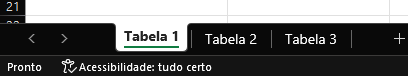 21
Tabela 1 Tabela 2 Tabela 3
Pronto Acessibilidade: tudo certo